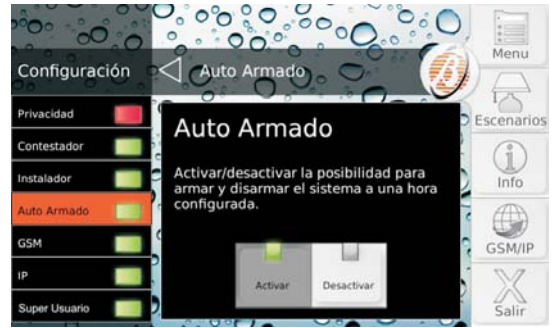 Configuración
Auto Armado
Privacidad
Contestador
Instalador
Auto Armado
GSM
IP
Super Usuario
Auto Armado
Activar/desactivar la posibilidad para
armar y disarmar el sistema a una hora
configurada.
Activar
Desactivar
Menu
Escenarios
Info
GSM/IP
Salir